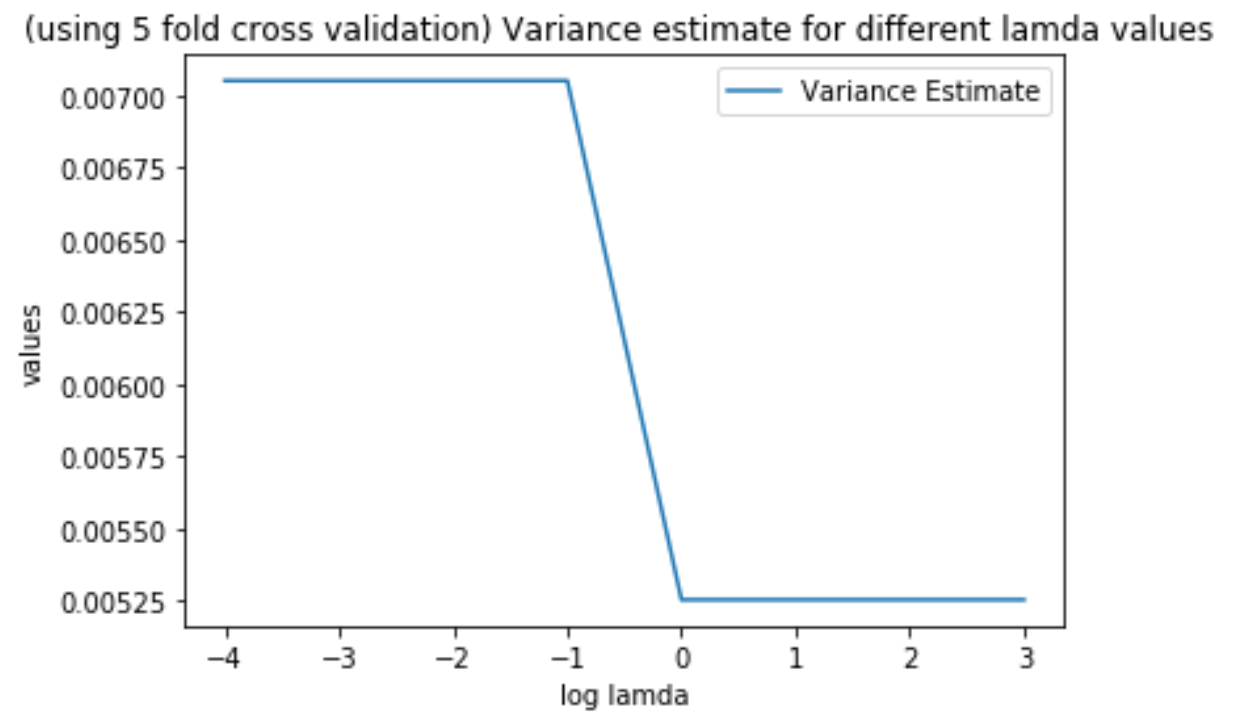 (using 5 fold cross validation) Variance estimate for different lamda values
Variance Estimate
0.00700
0.00675
0.00650
0.00625
0.00600
0.00575
0.00550
0.00525
values
−4 −3 −2 −1 0 1 2 3
log lamda